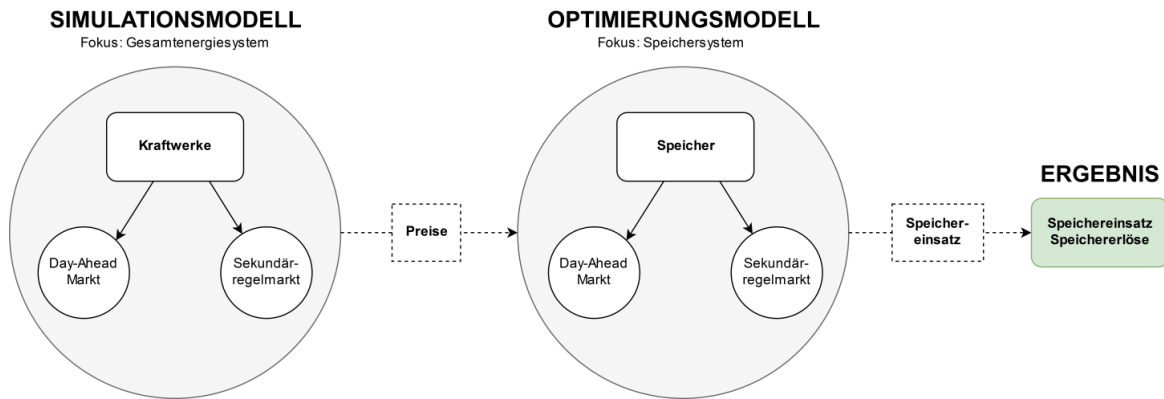 SIMULATIONSMODELL
Fokus: Gesamtenergiesystem
Kraftwerke
Day-Ahead
Markt
Sekundär-
regelmarkt
Preise
OPTIMIERUNGSMODELL
Fokus: Speichersystem
Speicher
Day-Ahead
Markt
Sekundär-
regelmarkt
Speicher-
einsatz
ERGEBNIS
Speichereinsatz
Speichererlöse